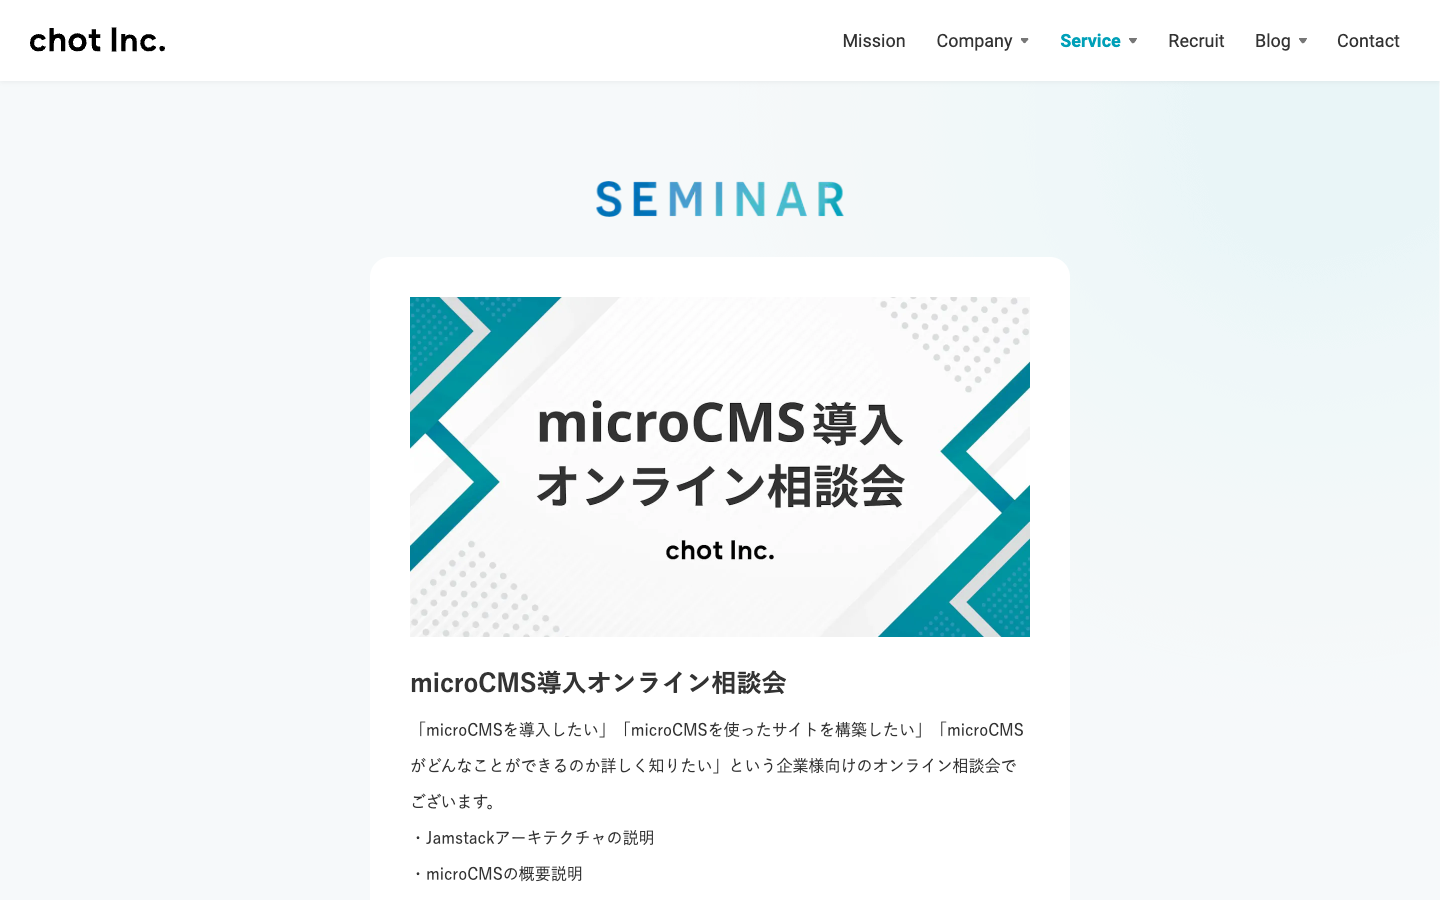 chot Inc.
Mission Company Service Recruit Blog Contact
SEMINAR
microCMS導入
オンライン相談会
chot Inc.
microCMS導入オンライン相談会
「microCMSを導入したい」「microCMSを使ったサイトを構築したい」「microCMS
がどんなことができるのか詳しく知りたい」という企業様向けのオンライン相談会で
ございます。
・Jamstackアーキテクチャの説明
・microCMSの概要説明